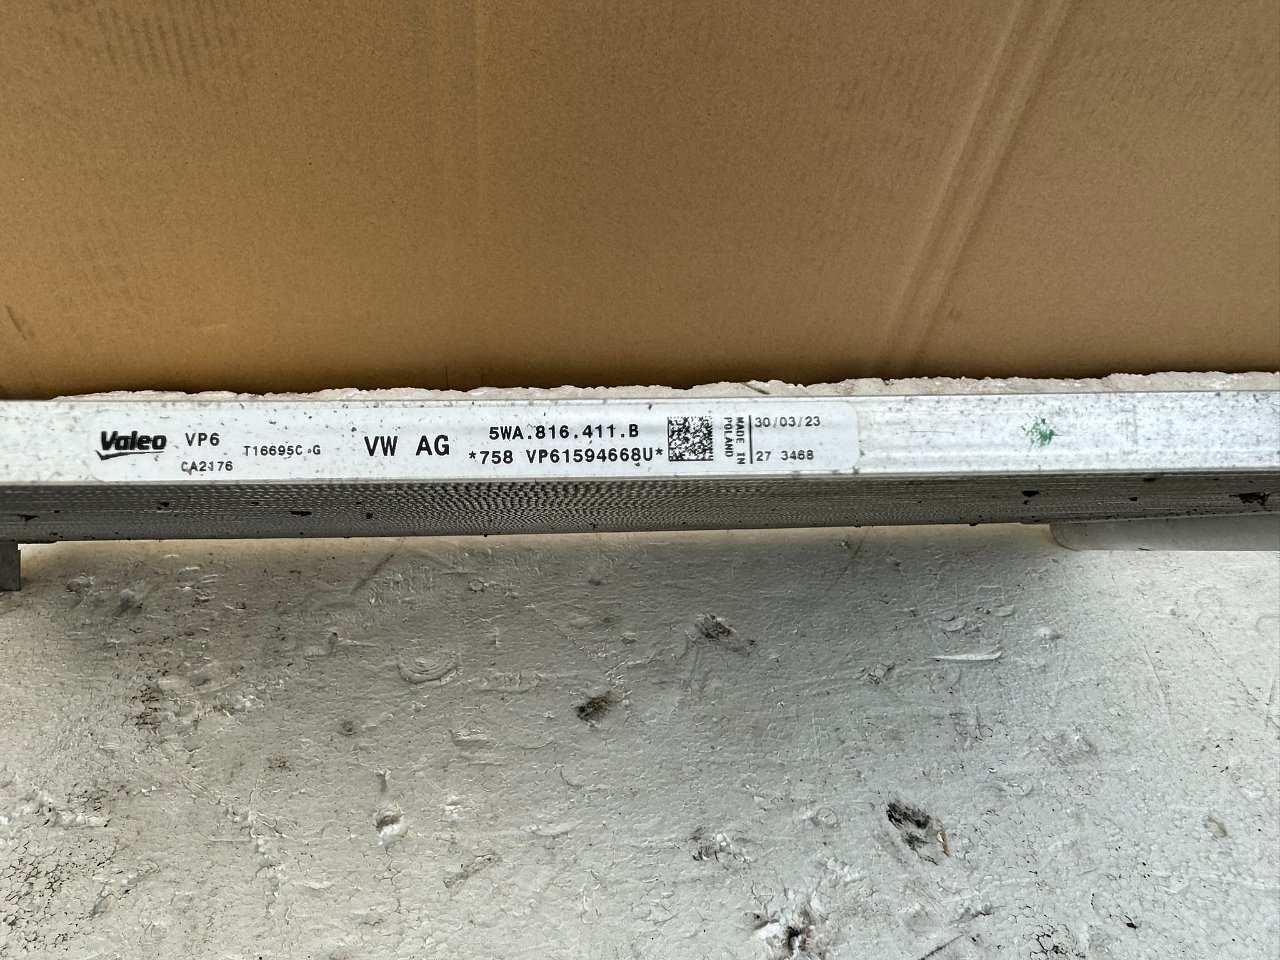 Valeo VP6
CA2176
T16695C G
VW AG
5WA.816.411.B
*758 VP61594668U*
MADE IN
POLAND
30/03/23
27 3468